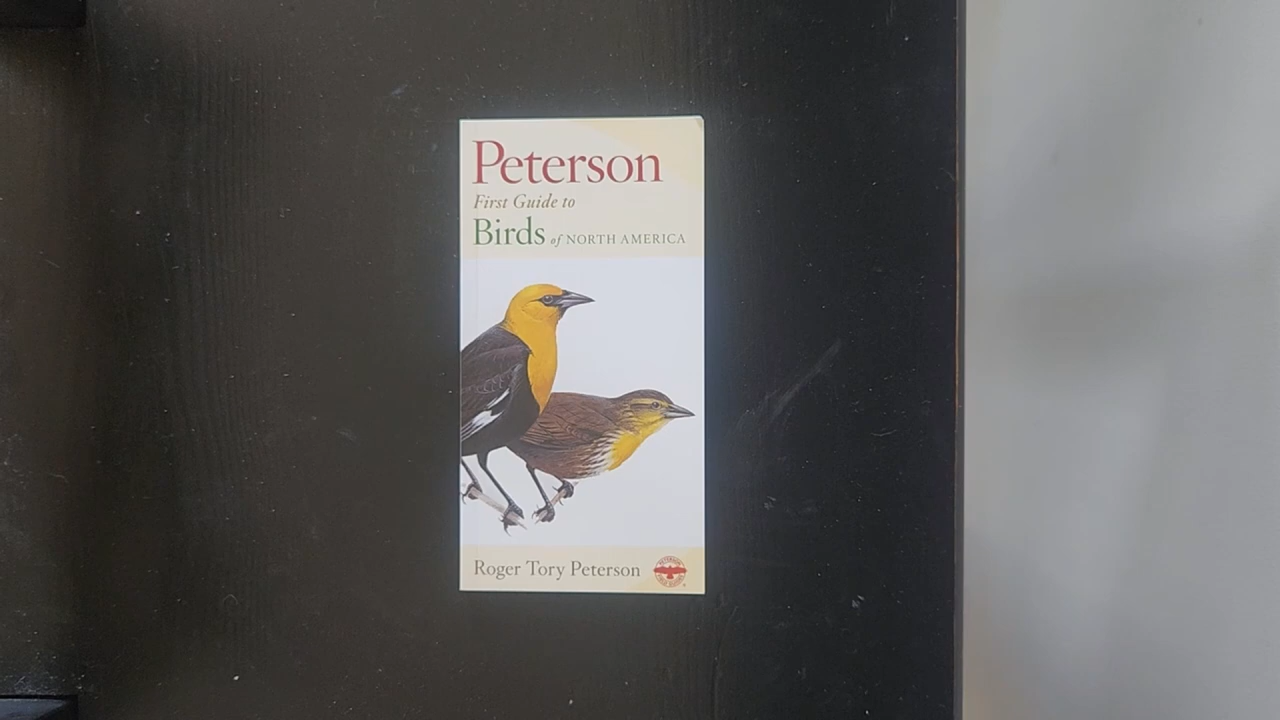 Peterson
First Guide to
Birds of NORTH AMERICA
Roger Tory Peterson